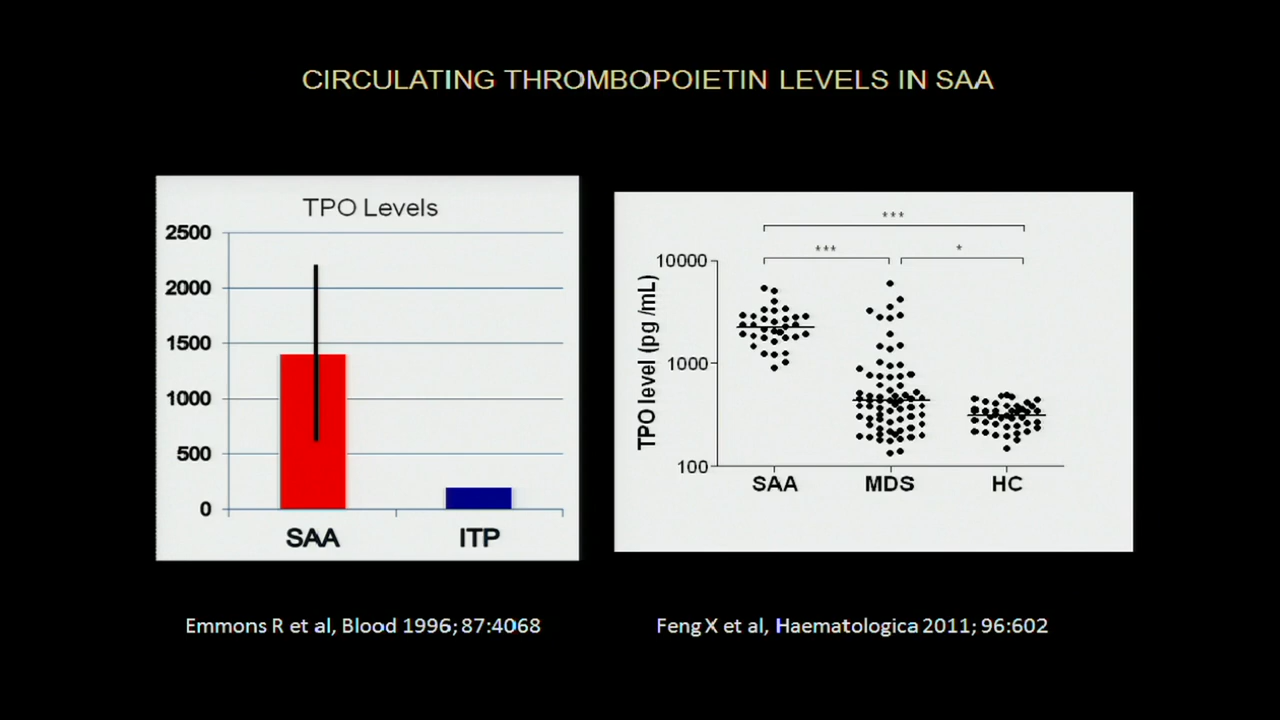 CIRCULATING THROMBOPOIETIN LEVELS IN SAA
TPO Levels
2500
2000
1500
1000
500
0
SAA ITP
***
*** *
TPO level (pg /mL)
10000
1000
100
SAA MDS HC
Emmons R et al, Blood 1996; 87:4068
Feng X et al, Haematologica 2011; 96:602